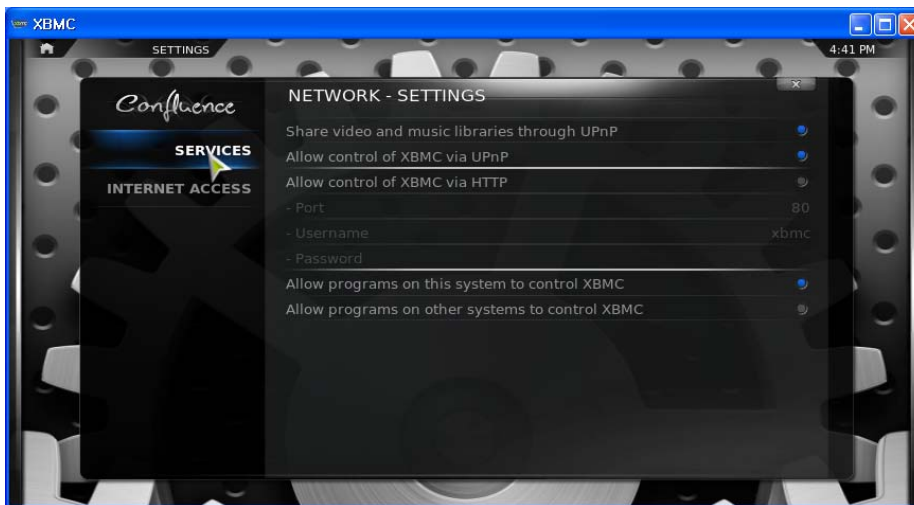 XBMC
SETTINGS
4:41 PM
Confluence
SERVICES
INTERNET ACCESS
NETWORK - SETTINGS
Share video and music libraries through UPnP
Allow control of XBMC via UPnP
Allow control of XBMC via HTTP
- Port 80
- Username xbmc
- Password
Allow programs on this system to control XBMC
Allow programs on other systems to control XBMC